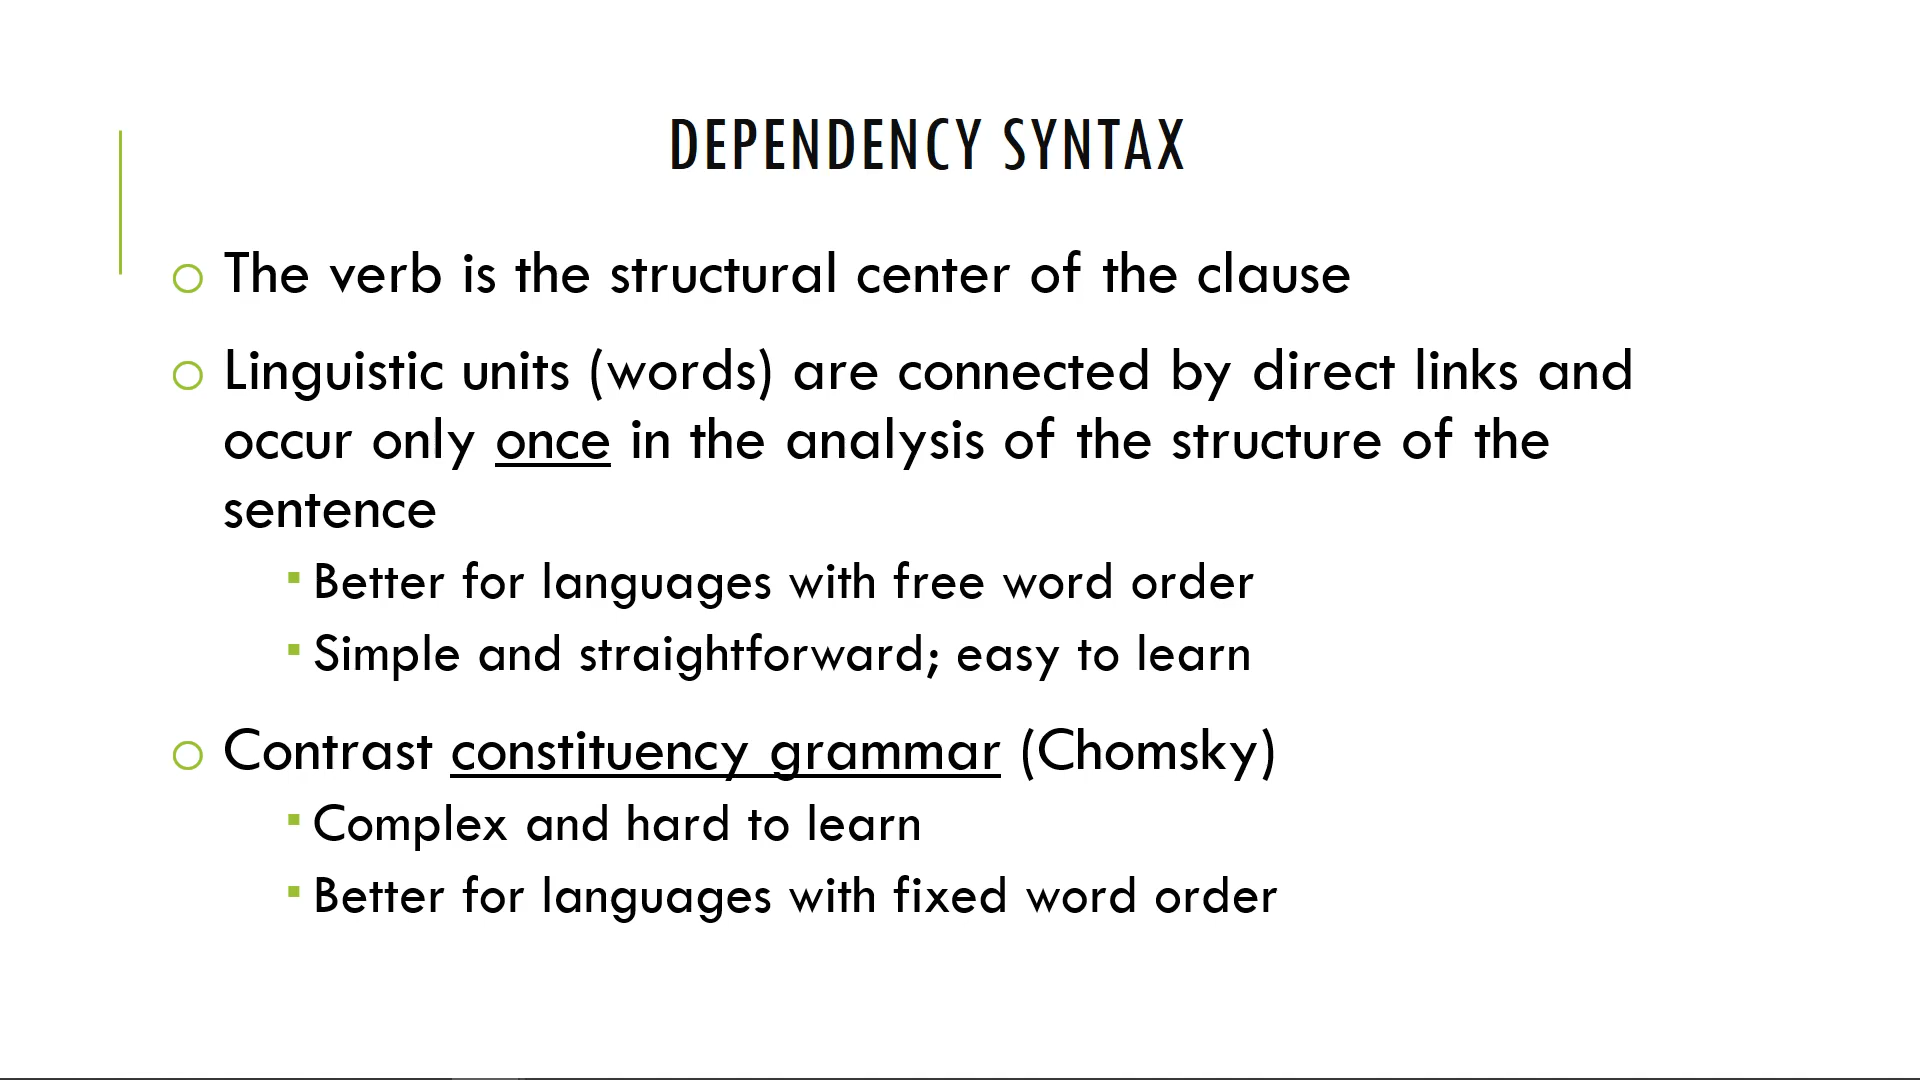 DEPENDENCY SYNTAX
The verb is the structural center of the clause
Linguistic units (words) are connected by direct links and
occur only once in the analysis of the structure of the
sentence
Better for languages with free word order
Simple and straightforward; easy to learn
Contrast constituency grammar (Chomsky)
Complex and hard to learn
Better for languages with fixed word order